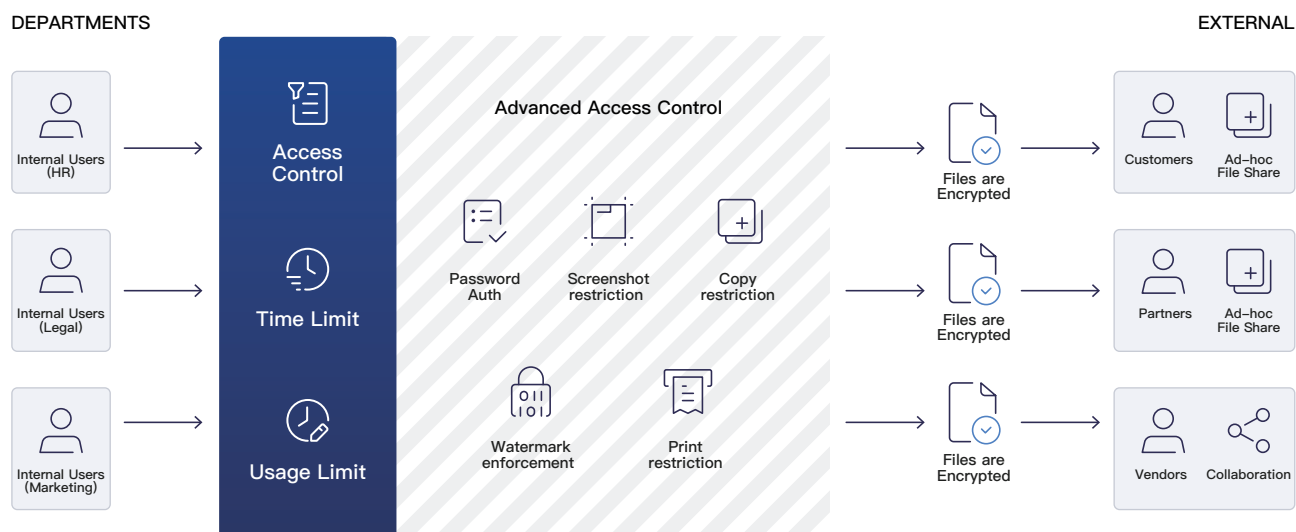 DEPARTMENTS
EXTERNAL
Internal Users
(HR)
Internal Users
(Legal)
Internal Users
(Marketing)
Access
Control
Time Limit
Usage Limit
Advanced Access Control
Password
Auth
Screenshot
restriction
Copy
restriction
Watermark
enforcement
Print
restriction
Files are
Encrypted
Files are
Encrypted
Files are
Encrypted
Customers
Ad-hoc
File Share
Partners
Ad-hoc
File Share
Vendors
Collaboration